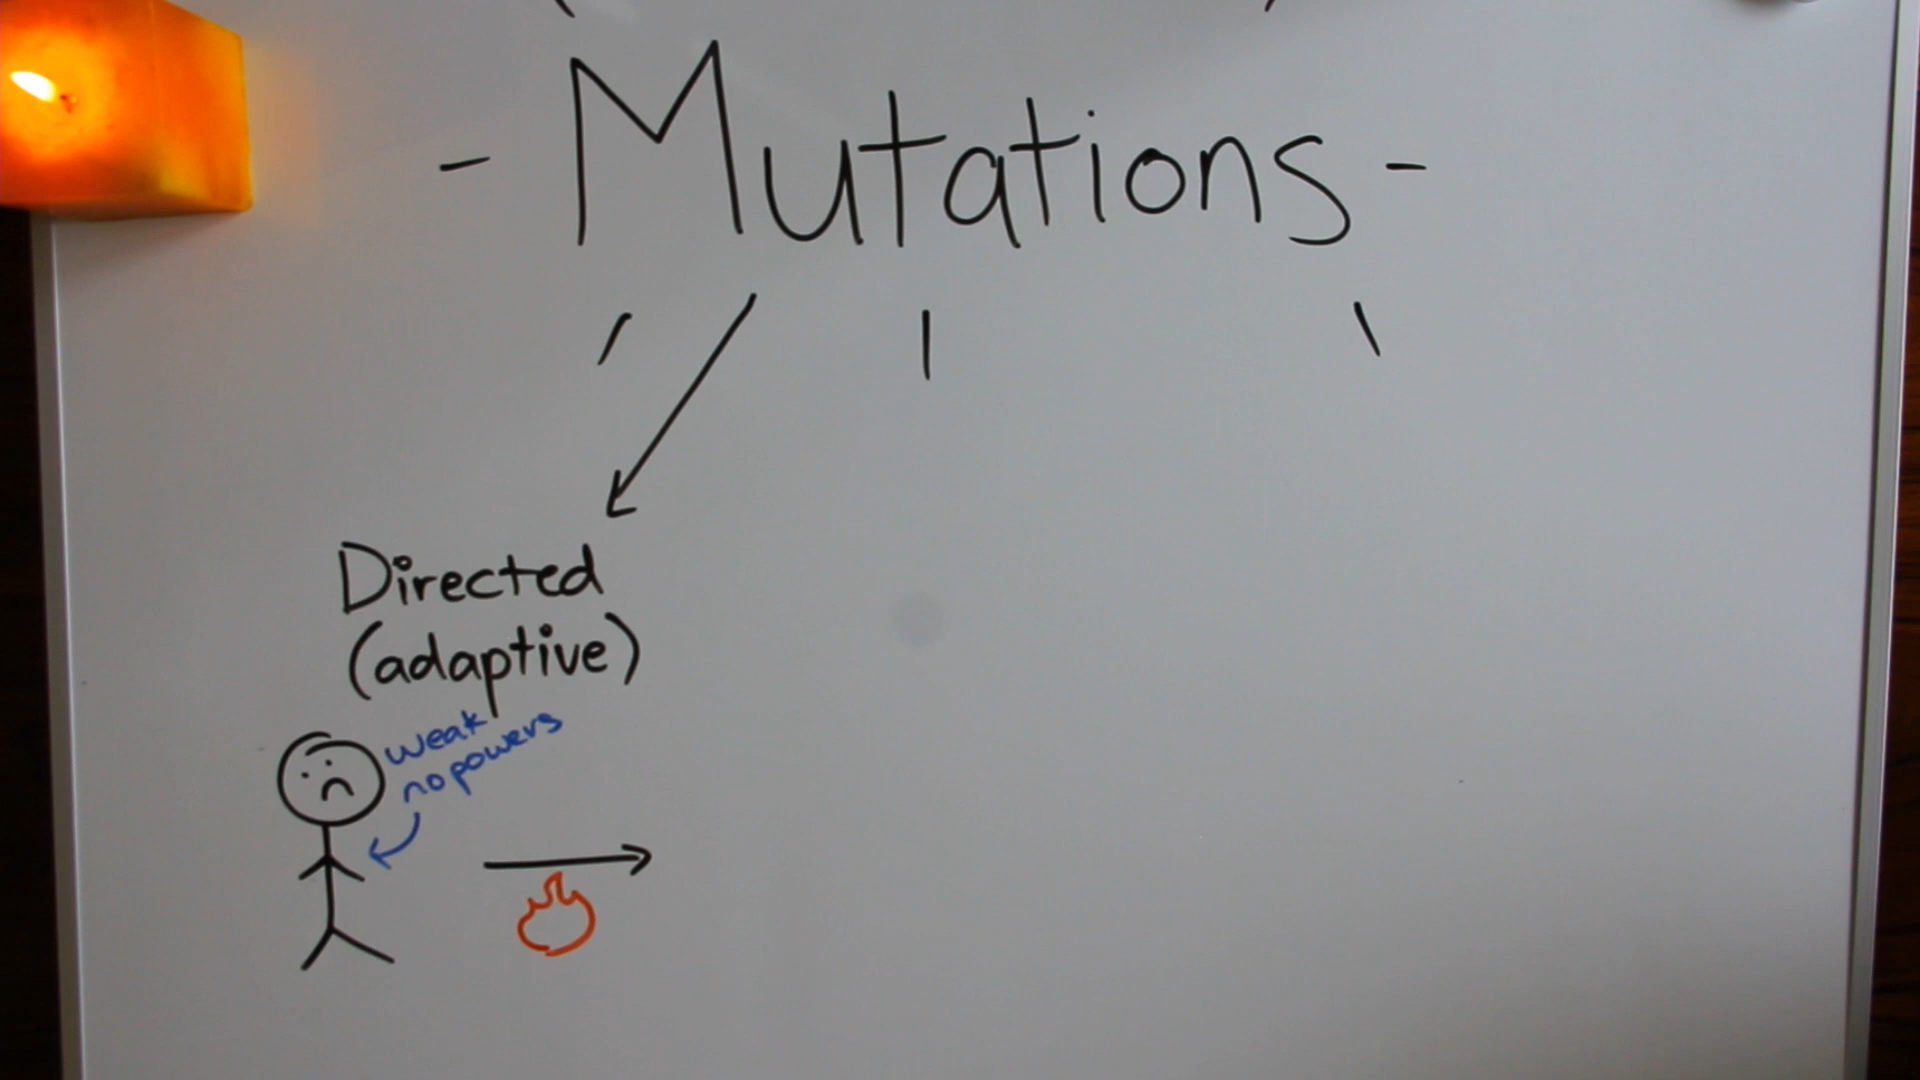 - Mutations -
Directed
(adaptive)
weak
no powers